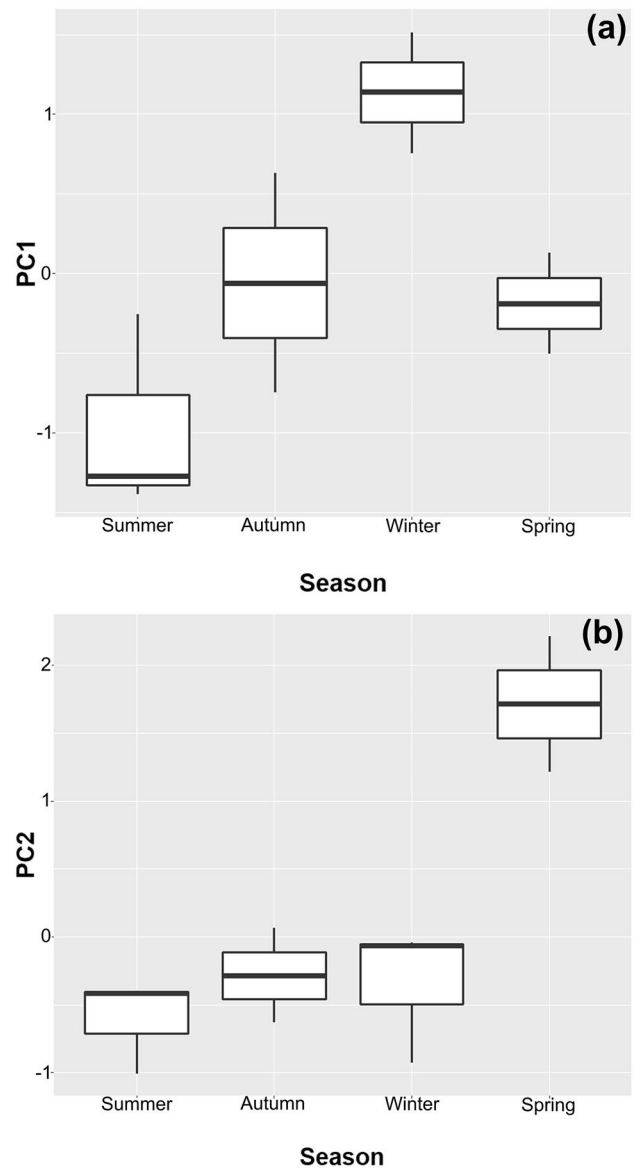 (a)
PC1
1
0
-1
Summer Autumn Winter Spring
Season
(b)
PC2
2
1
0
-1
Summer Autumn Winter Spring
Season